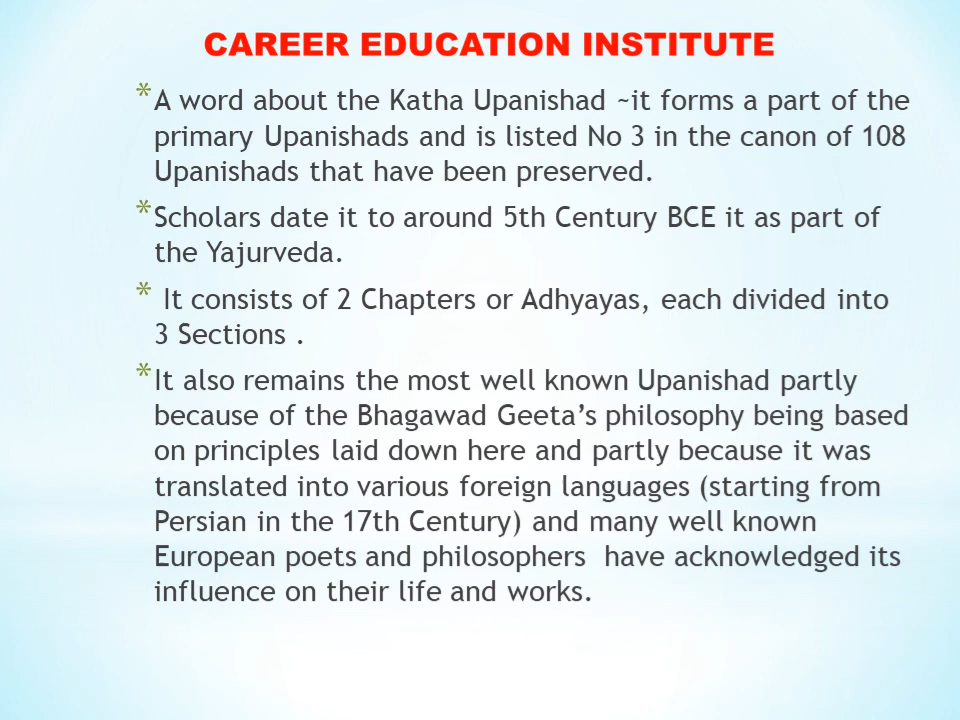 CAREER EDUCATION INSTITUTE
* A word about the Katha Upanishad ~it forms a part of the
primary Upanishads and is listed No 3 in the canon of 108
Upanishads that have been preserved.
* Scholars date it to around 5th Century BCE it as part of
the Yajurveda.
* It consists of 2 Chapters or Adhyayas, each divided into
3 Sections .
* It also remains the most well known Upanishad partly
because of the Bhagawad Geeta’s philosophy being based
on principles laid down here and partly because it was
translated into various foreign languages (starting from
Persian in the 17th Century) and many well known
European poets and philosophers  have acknowledged its
influence on their life and works.